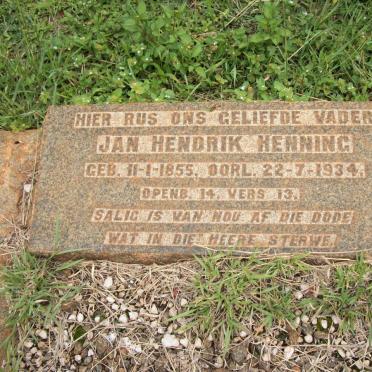 HIER RUS ONS GELIEFDE VADER
JAN HENDRIK HENNING
GEB. 11-1-1855. OORL. 22-7-1934.
OPENB. 14. VERS 13.
SALIG IS VAN NOU AF DIE DODE
WAT IN DIE HEERE STERWE.